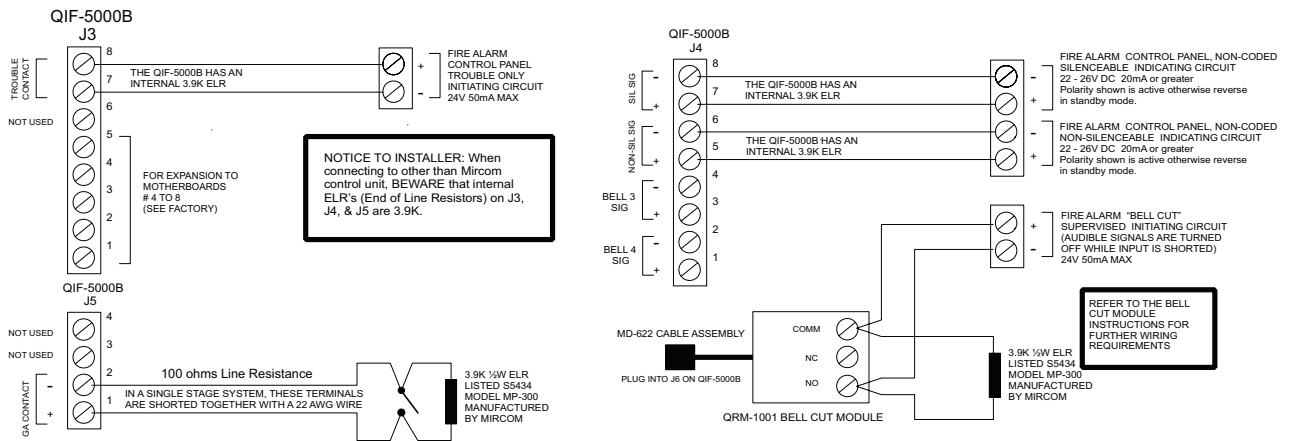 QIF-5000B
J3
TROUBLE
CONTACT
8
7
6
5
4
3
2
1
NOT USED
THE QIF-5000B HAS AN
INTERNAL 3.9K ELR
+
-
FIRE ALARM
CONTROL PANEL
TROUBLE ONLY
INITIATING CIRCUIT
24V 50mA MAX
FOR EXPANSION TO
MOTHERBOARDS
# 4 TO 8
(SEE FACTORY)
NOTICE TO INSTALLER: When
connecting to other than Mircom
control unit, BEWARE that internal
ELR's (End of Line Resistors) on J3,
J4, & J5 are 3.9K.
QIF-5000B
J5
4
3
2
1
NOT USED
NOT USED
GA CONTACT
-
+
100 ohms Line Resistance
IN A SINGLE STAGE SYSTEM, THESE TERMINALS
ARE SHORTED TOGETHER WITH A 22 AWG WIRE
3.9K ½W ELR
LISTED S5434
MODEL MP-300
MANUFACTURED
BY MIRCOM
QIF-5000B
J4
8
7
6
5
4
3
2
1
SIL SIG
-
+
NON-SIL SIG
-
+
BELL 3
SIG
-
+
BELL 4
SIG
-
+
THE QIF-5000B HAS AN
INTERNAL 3.9K ELR
THE QIF-5000B HAS AN
INTERNAL 3.9K ELR
-
+
FIRE ALARM CONTROL PANEL, NON-CODED
SILENCEABLE INDICATING CIRCUIT
22 - 26V DC 20mA or greater
Polarity shown is active otherwise reverse
in standby mode.
-
+
FIRE ALARM CONTROL PANEL, NON-CODED
NON-SILENCEABLE INDICATING CIRCUIT
22 - 26V DC 20mA or greater
Polarity shown is active otherwise reverse
in standby mode.
+
-
FIRE ALARM "BELL CUT"
SUPERVISED INITIATING CIRCUIT
(AUDIBLE SIGNALS ARE TURNED
OFF WHILE INPUT IS SHORTED)
24V 50mA MAX
REFER TO THE BELL
CUT MODULE
INSTRUCTIONS FOR
FURTHER WIRING
REQUIREMENTS
MD-622 CABLE ASSEMBLY
PLUG INTO J6 ON QIF-5000B
COMM
NC
NO
QRM-1001 BELL CUT MODULE
3.9K ½W ELR
LISTED S5434
MODEL MP-300
MANUFACTURED
BY MIRCOM